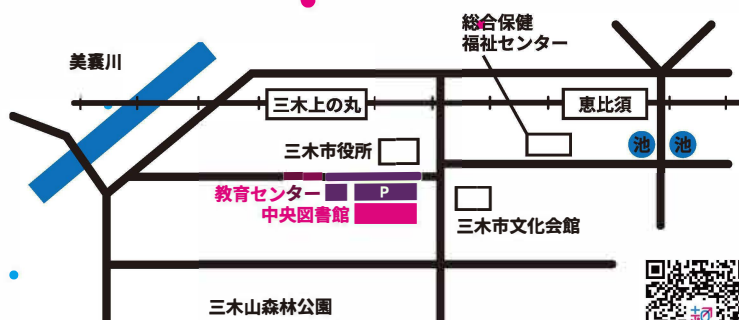 総合保健
福祉センター
美嚢川
三木上の丸
恵比須
三木市役所
池
池
教育センター
P
中央図書館
三木市文化会館
三木山森林公園